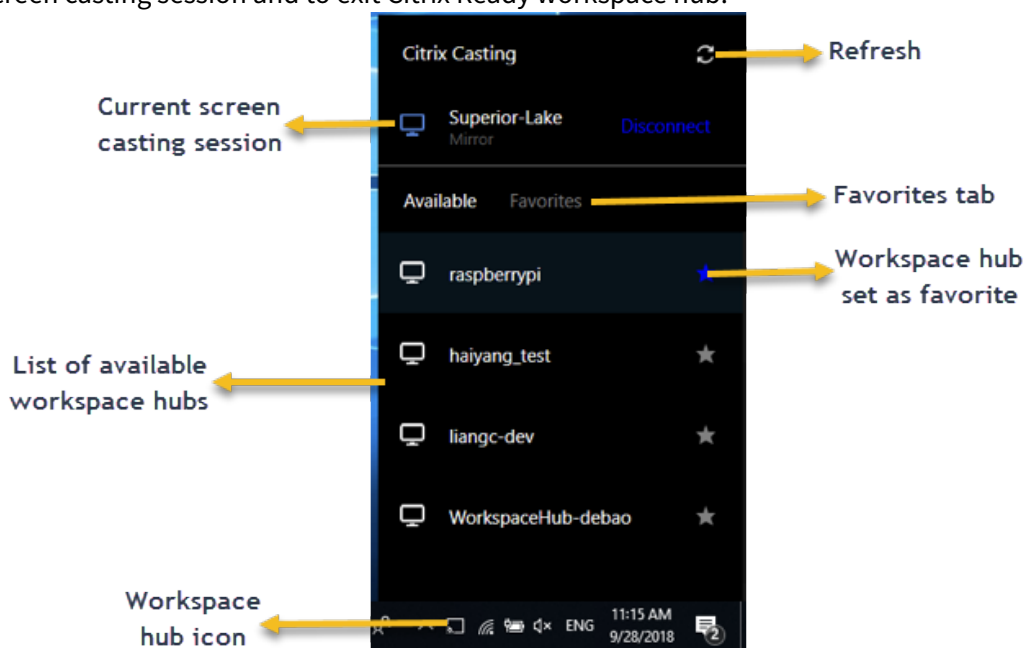 creen casting session and to exit Citrix Ready workspace hub.
Citrix Casting
Refresh
Current screen
casting session
Superior-Lake
Disconnect
Mirror
Available Favorites
Favorites tab
raspberrypi
Workspace hub
set as favorite
haiyang_test
List of available
workspace hubs
liangc-dev
WorkspaceHub-debao
Workspace
hub icon
ENG
11:15 AM
9/28/2018
2